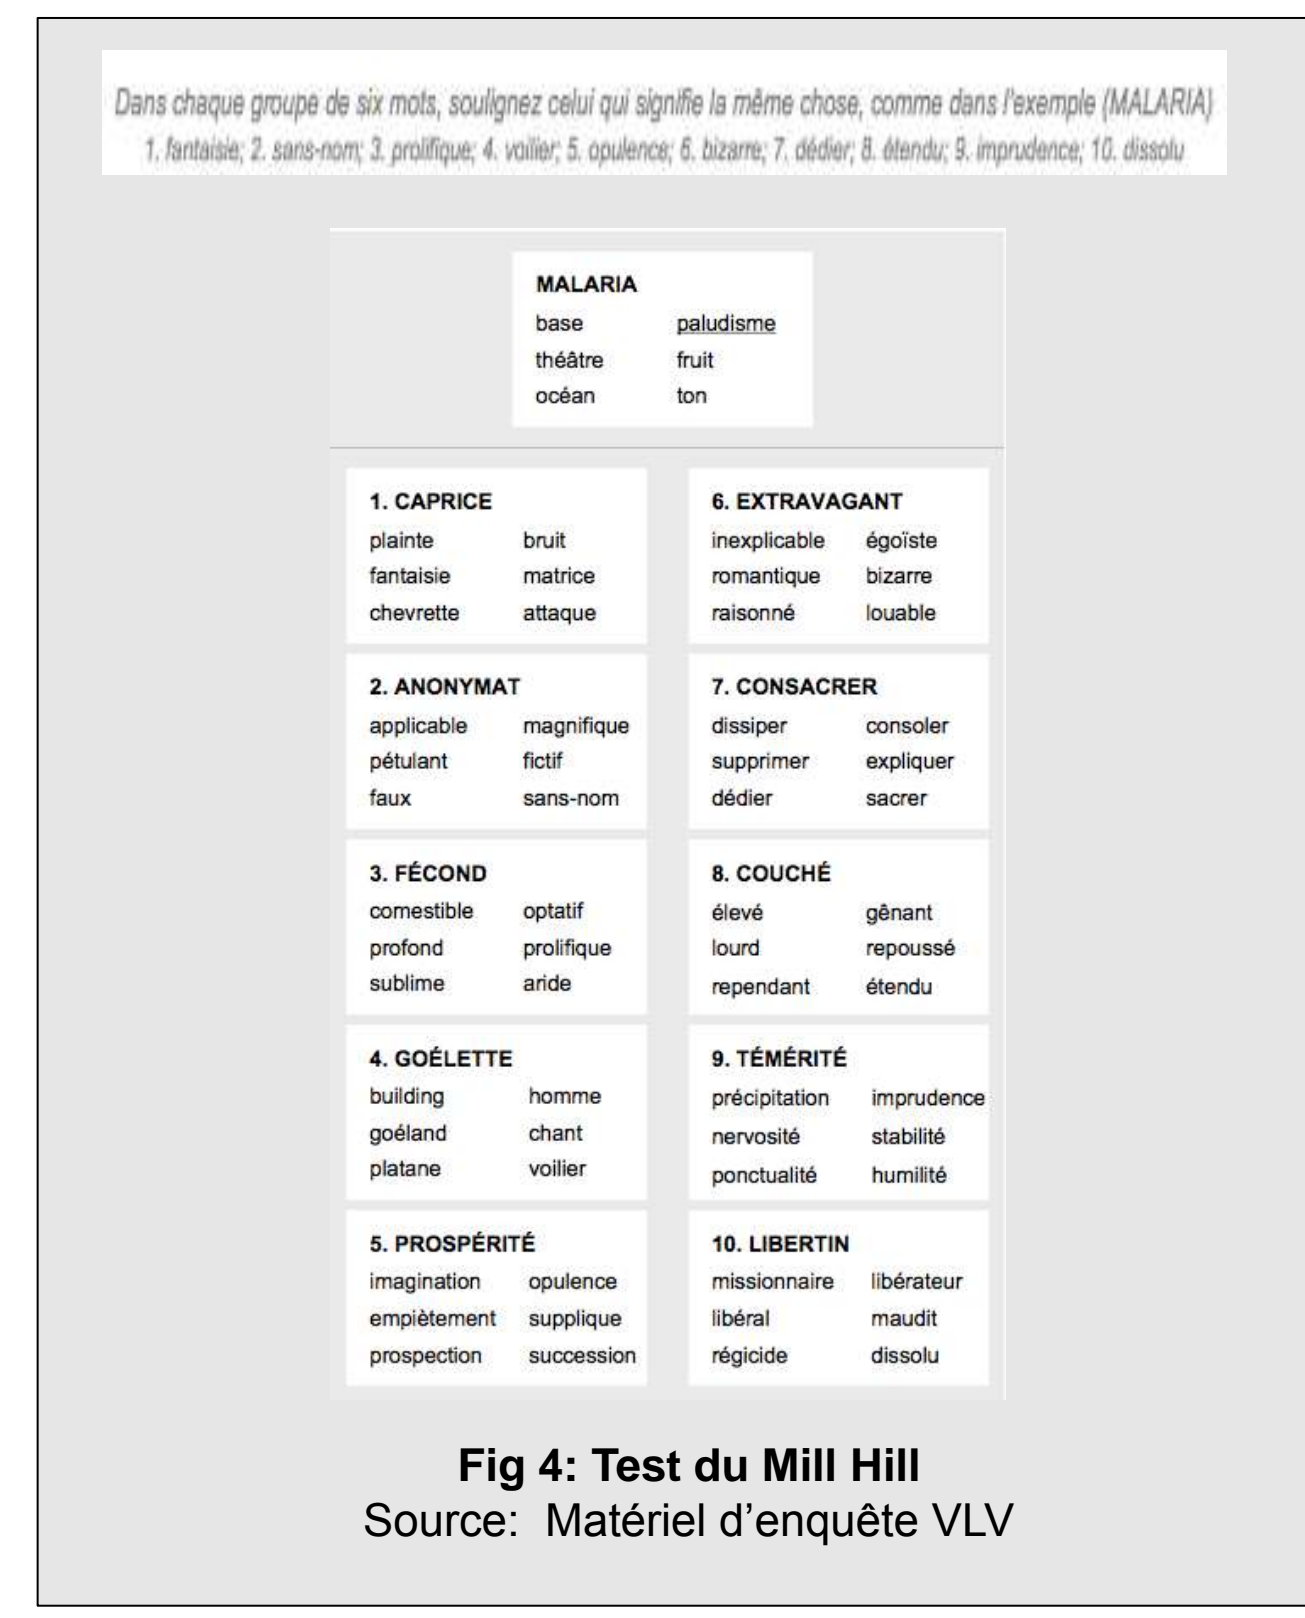 Dans chaque groupe de six mots, soulignez celui qui signifie la même chose, comme dans l'exemple (MALARIA)
1. fantaisie; 2. sans-nom; 3. prolifique; 4. voilier; 5. opulence; 6. bizarre; 7. dédier; 8. étendu; 9. imprudence; 10. dissolu
MALARIA
base paludisme
théâtre fruit
océan ton
1. CAPRICE
plainte bruit
fantaisie matrice
chevrette attaque
2. ANONYMAT
applicable magnifique
pétulant fictif
faux sans-nom
3. FÉCOND
comestible optatif
profond prolifique
sublime aride
4. GOÉLETTE
building homme
goéland chant
platane voilier
5. PROSPÉRITÉ
imagination opulence
empiètement supplique
prospection succession
6. EXTRAVAGANT
inexplicable égoïste
romantique bizarre
raisonné louable
7. CONSACRER
dissiper consoler
supprimer expliquer
dédier sacrer
8. COUCHÉ
élevé gênant
lourd repoussé
rependant étendu
9. TÉMÉRITÉ
précipitation imprudence
nervosité stabilité
ponctualité humilité
10. LIBERTIN
missionnaire libérateur
libéral maudit
régicide dissolu
Fig 4: Test du Mill Hill
Source: Matériel d'enquête VLV